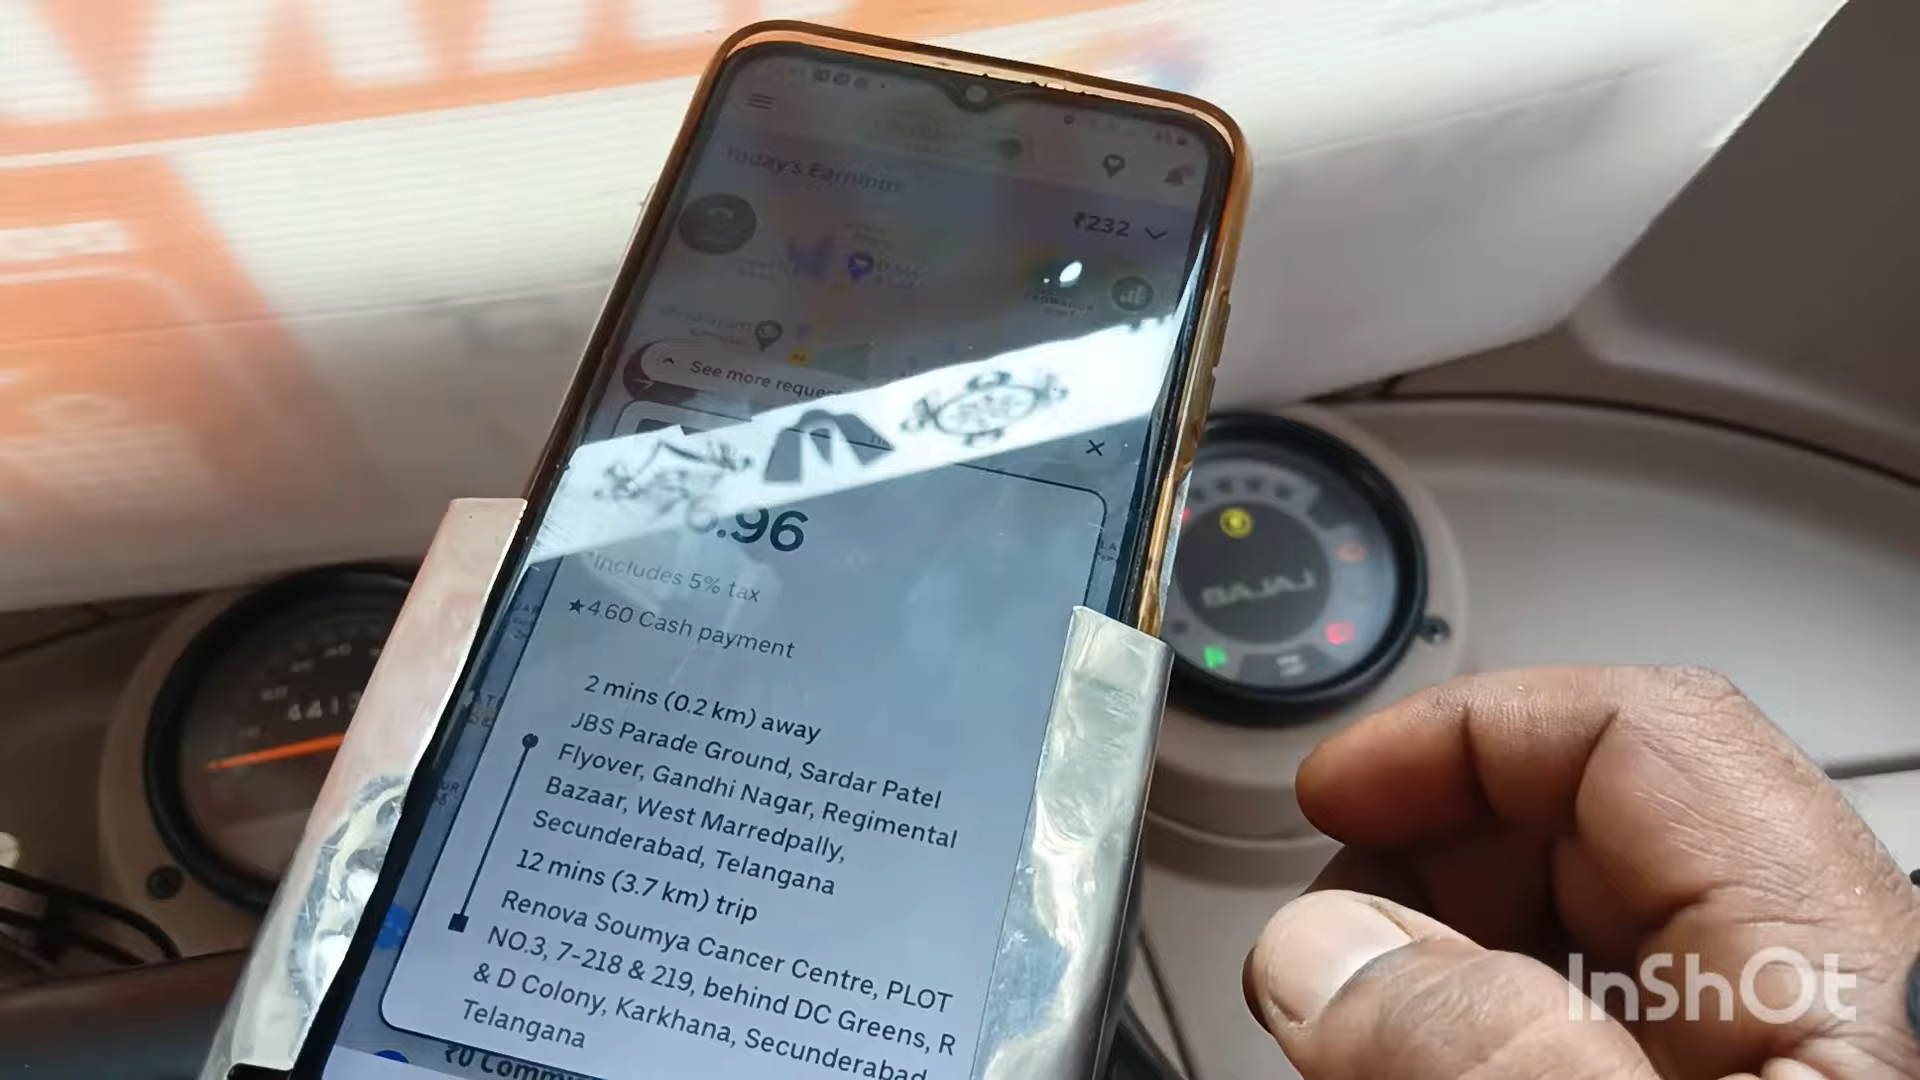 Today's Earnings
₹232
See more reques
.96
*Includes 5% tax
★4.60 Cash payment
2 mins (0.2 km) away
JBS Parade Ground, Sardar Patel
Flyover, Gandhi Nagar, Regimental
Bazaar, West Marredpally,
Secunderabad, Telangana
12 mins (3.7 km) trip
Renova Soumya Cancer Centre, PLOT
NO.3, 7-218 & 219, behind DC Greens, R
& D Colony, Karkhana, Secunderabad,
Telangana
₹0 Commi
BAJAJ
InShOt